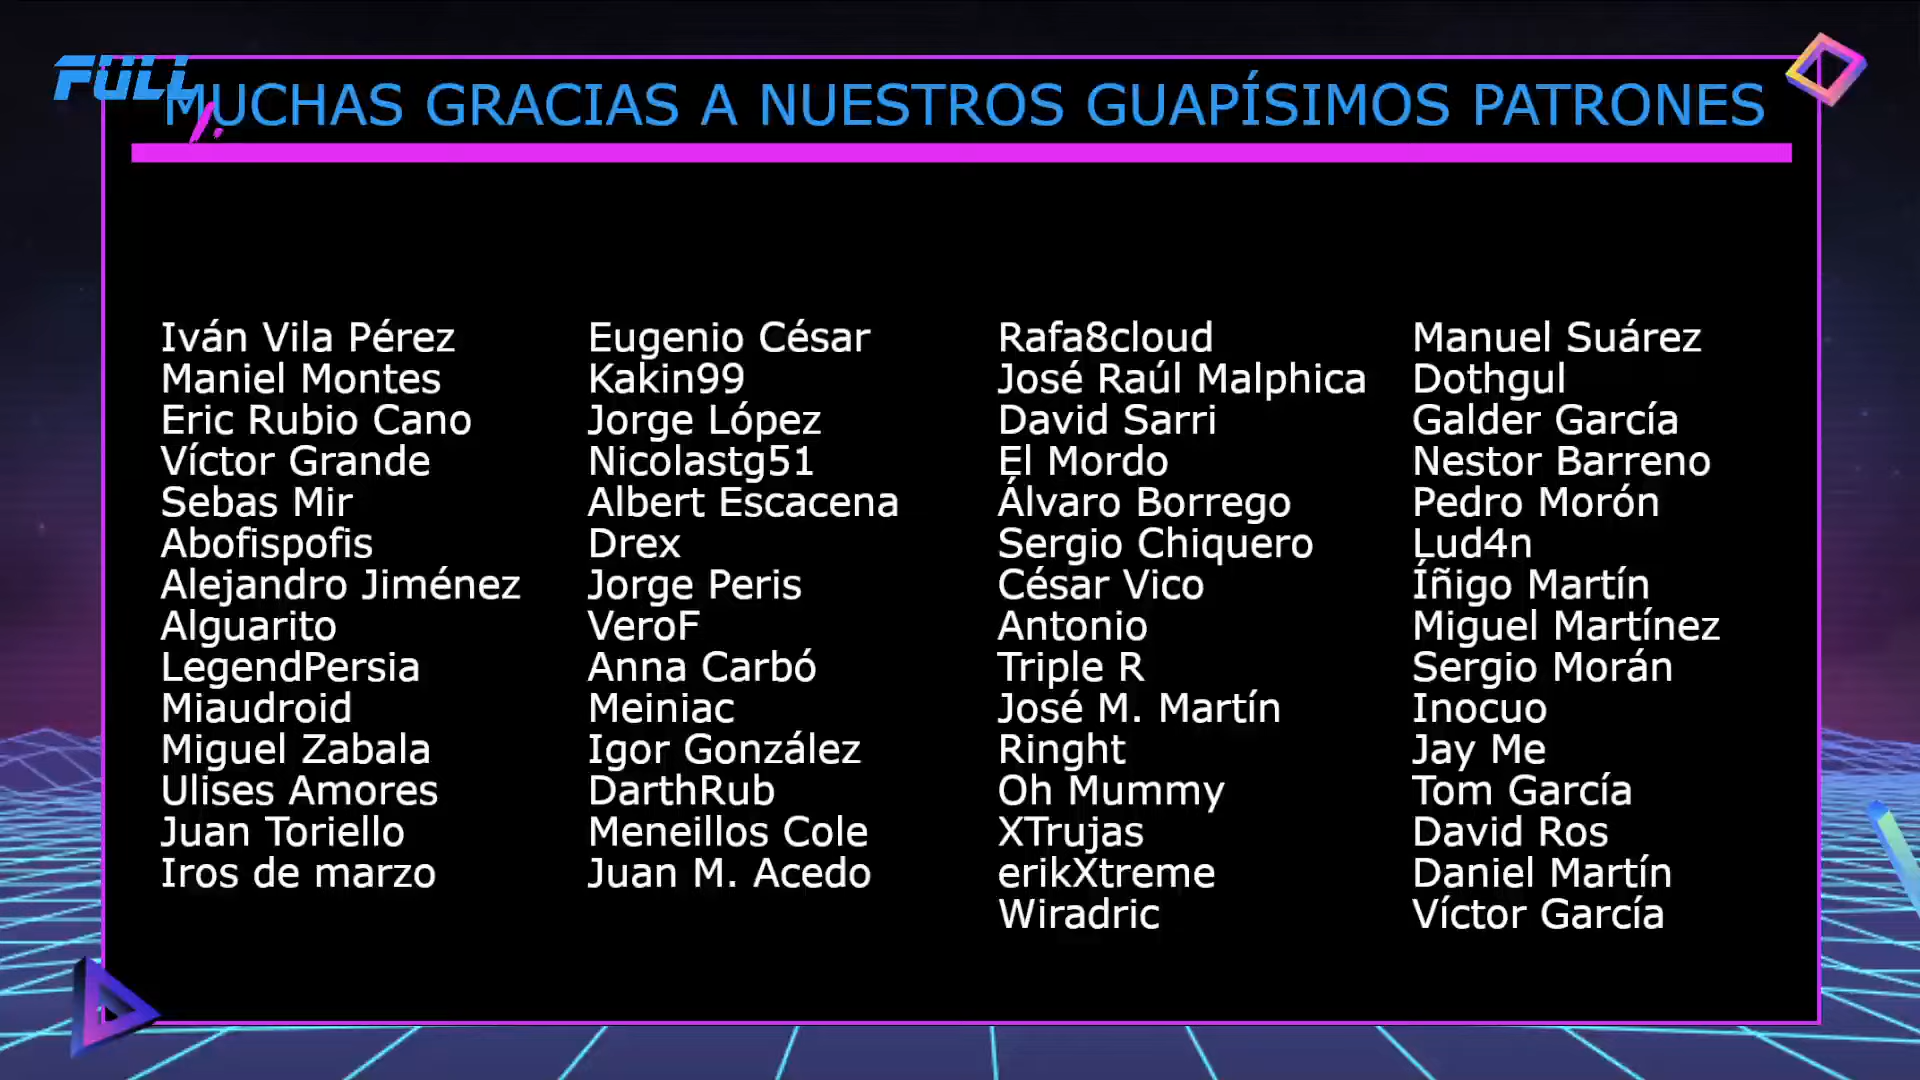 FULL
MUCHAS GRACIAS A NUESTROS GUAPÍSIMOS PATRONES
Iván Vila Pérez
Maniel Montes
Eric Rubio Cano
Víctor Grande
Sebas Mir
Abofispofis
Alejandro Jiménez
Alguarito
LegendPersia
Miaudroid
Miguel Zabala
Ulises Amores
Juan Toriello
Iros de marzo
Eugenio César
Kakin99
Jorge López
Nicolastg51
Albert Escacena
Drex
Jorge Peris
VeroF
Anna Carbó
Meiniac
Igor González
DarthRub
Meneillos Cole
Juan M. Acedo
Rafa8cloud
José Raúl Malphica
David Sarri
El Mordo
Álvaro Borrego
Sergio Chiquero
César Vico
Antonio
Triple R
José M. Martín
Ringht
Oh Mummy
XTrujas
erikXtreme
Wiradric
Manuel Suárez
Dothgul
Galder García
Nestor Barreno
Pedro Morón
Lud4n
Íñigo Martín
Miguel Martínez
Sergio Morán
Inocuo
Jay Me
Tom García
David Ros
Daniel Martín
Víctor García